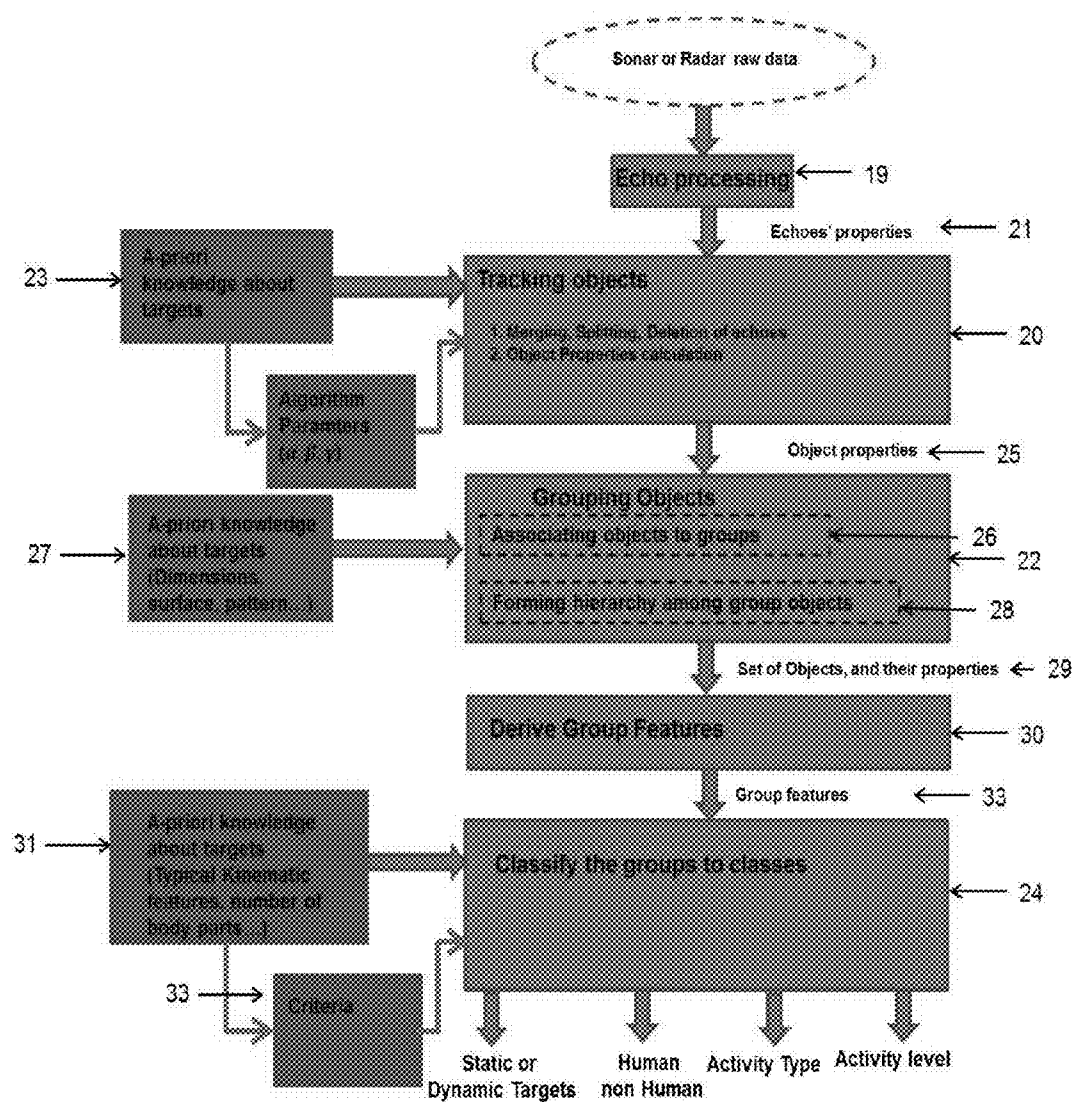 Sonar or Radar raw data
Echo processing
19
Echoes' properties
21
23
A-priori
knowledge about
targets
Tracking objects
1. Merging, Splitting, Deletion of echoes
2. Object Properties calculation
20
Algorithm
Paramters
Object properties
25
27
A-priori knowledge
about targets
(Dimensions,
surface, pattern
Grouping Objects
Associating objects to groups
26
22
Forming hierarchy among group objects
28
Set of Objects, and their properties
29
Derive Group Features
30
Group features
33
31
A-priori knowledge
about targets
(Typical Kinematic
features, number of
body parts...)
Classify the groups to classes
24
33
Criteria
Static or
Dynamic Targets
Human
non Human
Activity Type
Activity level